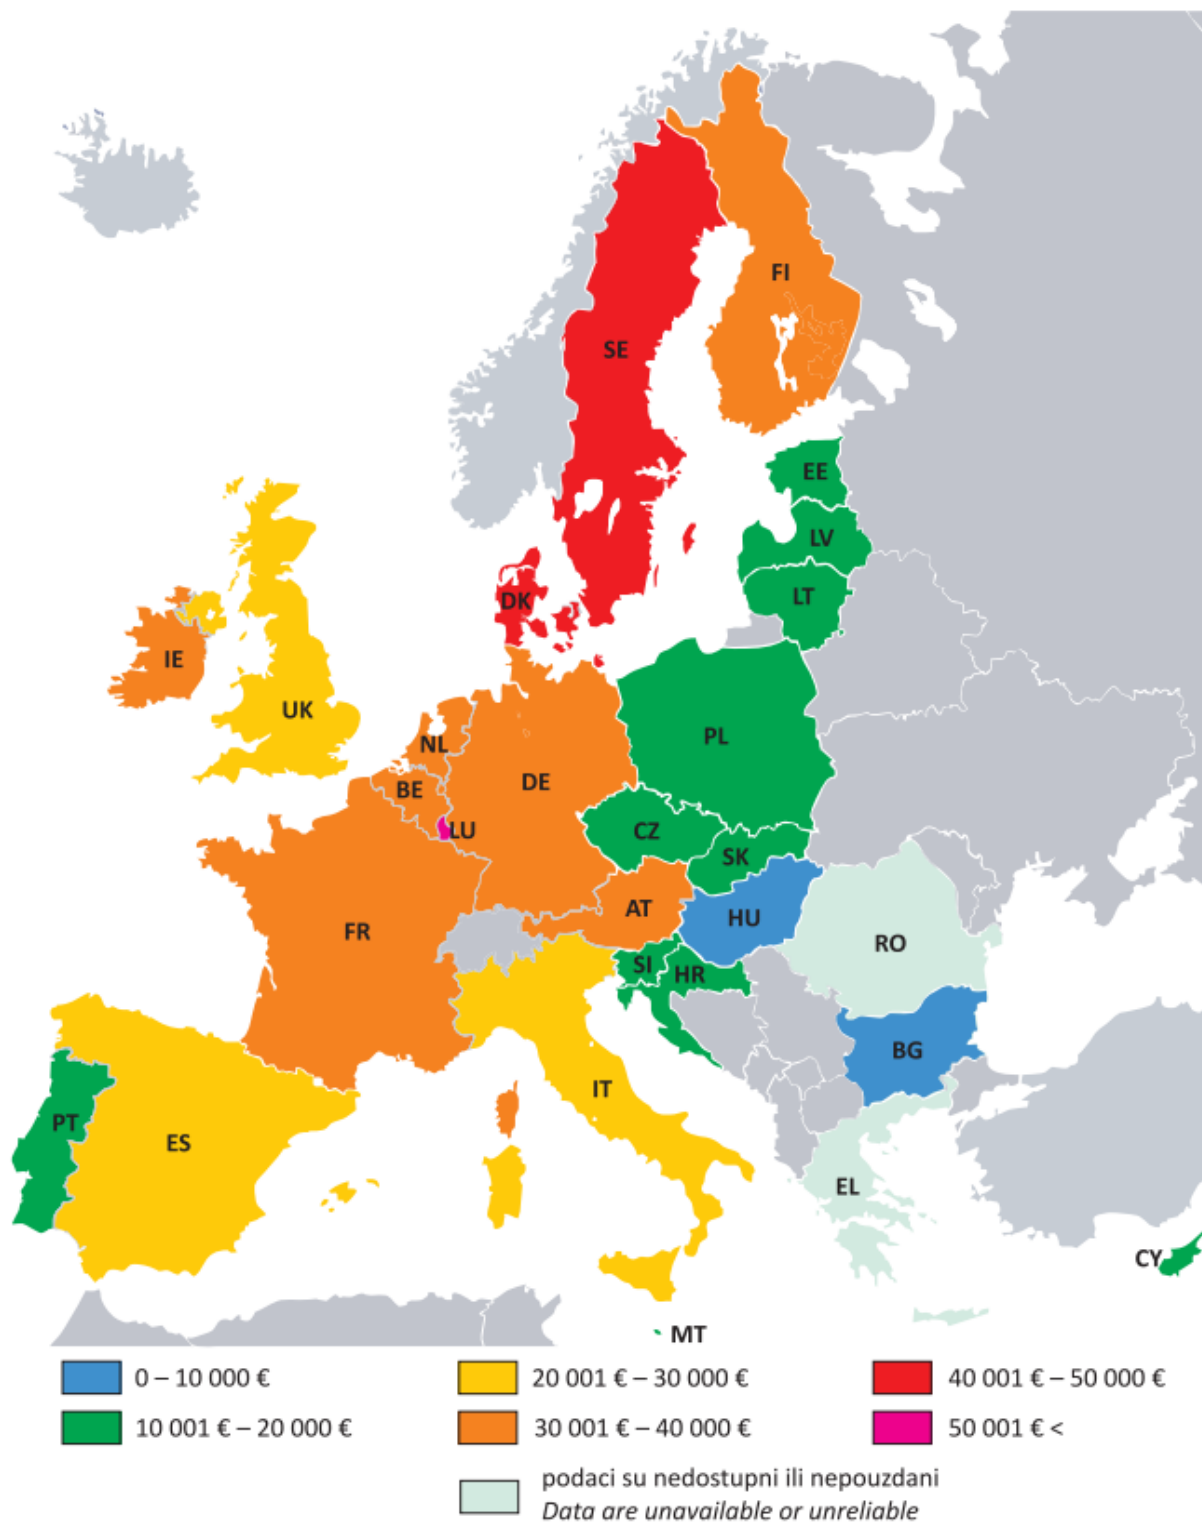 FI
SE
EE
LV
LT
DK
IE
UK
NL
PL
DE
BE
LU
CZ
SK
AT
HU
FR
RO
SI
HR
BG
IT
PT
ES
EL
CY
MT
0 – 10 000 €
20 001 € – 30 000 €
40 001 € – 50 000 €
10 001 € – 20 000 €
30 001 € – 40 000 €
50 001 € <
podaci su nedostupni ili nepouzdani
Data are unavailable or unreliable